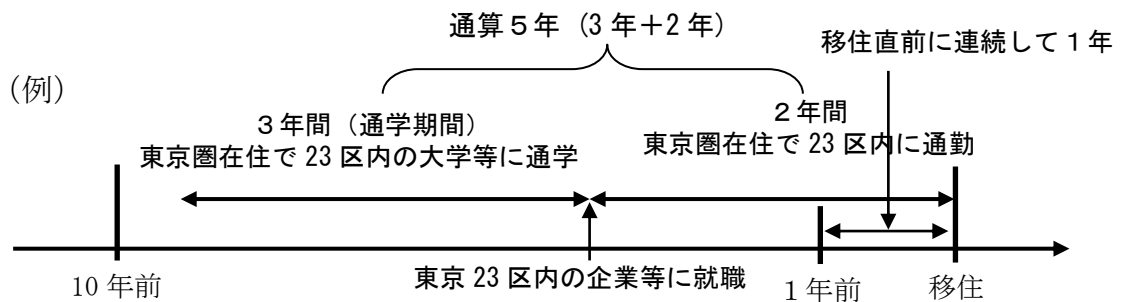 通算５年（3 年＋2 年）
移住直前に連続して１年
（例）
３年間（通学期間）
東京圏在住で 23 区内の大学等に通学
２年間
東京圏在住で 23 区内に通勤
10 年前
東京 23 区内の企業等に就職
１年前
移住